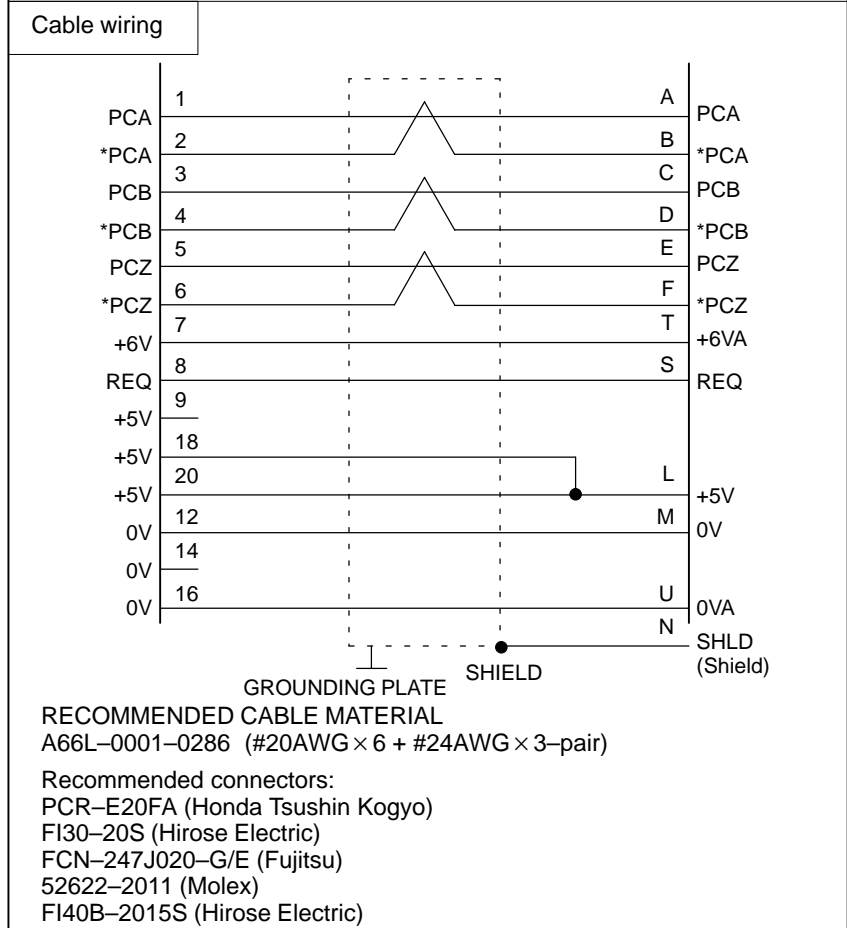 Cable wiring
PCA 1 A PCA
*PCA 2 B *PCA
PCB 3 C PCB
*PCB 4 D *PCB
PCZ 5 E PCZ
*PCZ 6 F *PCZ
+6V 7 T +6VA
REQ 8 S REQ
+5V 9
+5V 18
+5V 20 L +5V
0V 12 M 0V
0V 14
0V 16 U 0VA
N SHLD
(Shield)
GROUNDING PLATE SHIELD
RECOMMENDED CABLE MATERIAL
A66L–0001–0286 (#20AWG × 6 + #24AWG × 3–pair)
Recommended connectors:
PCR–E20FA (Honda Tsushin Kogyo)
FI30–20S (Hirose Electric)
FCN–247J020–G/E (Fujitsu)
52622–2011 (Molex)
FI40B–2015S (Hirose Electric)